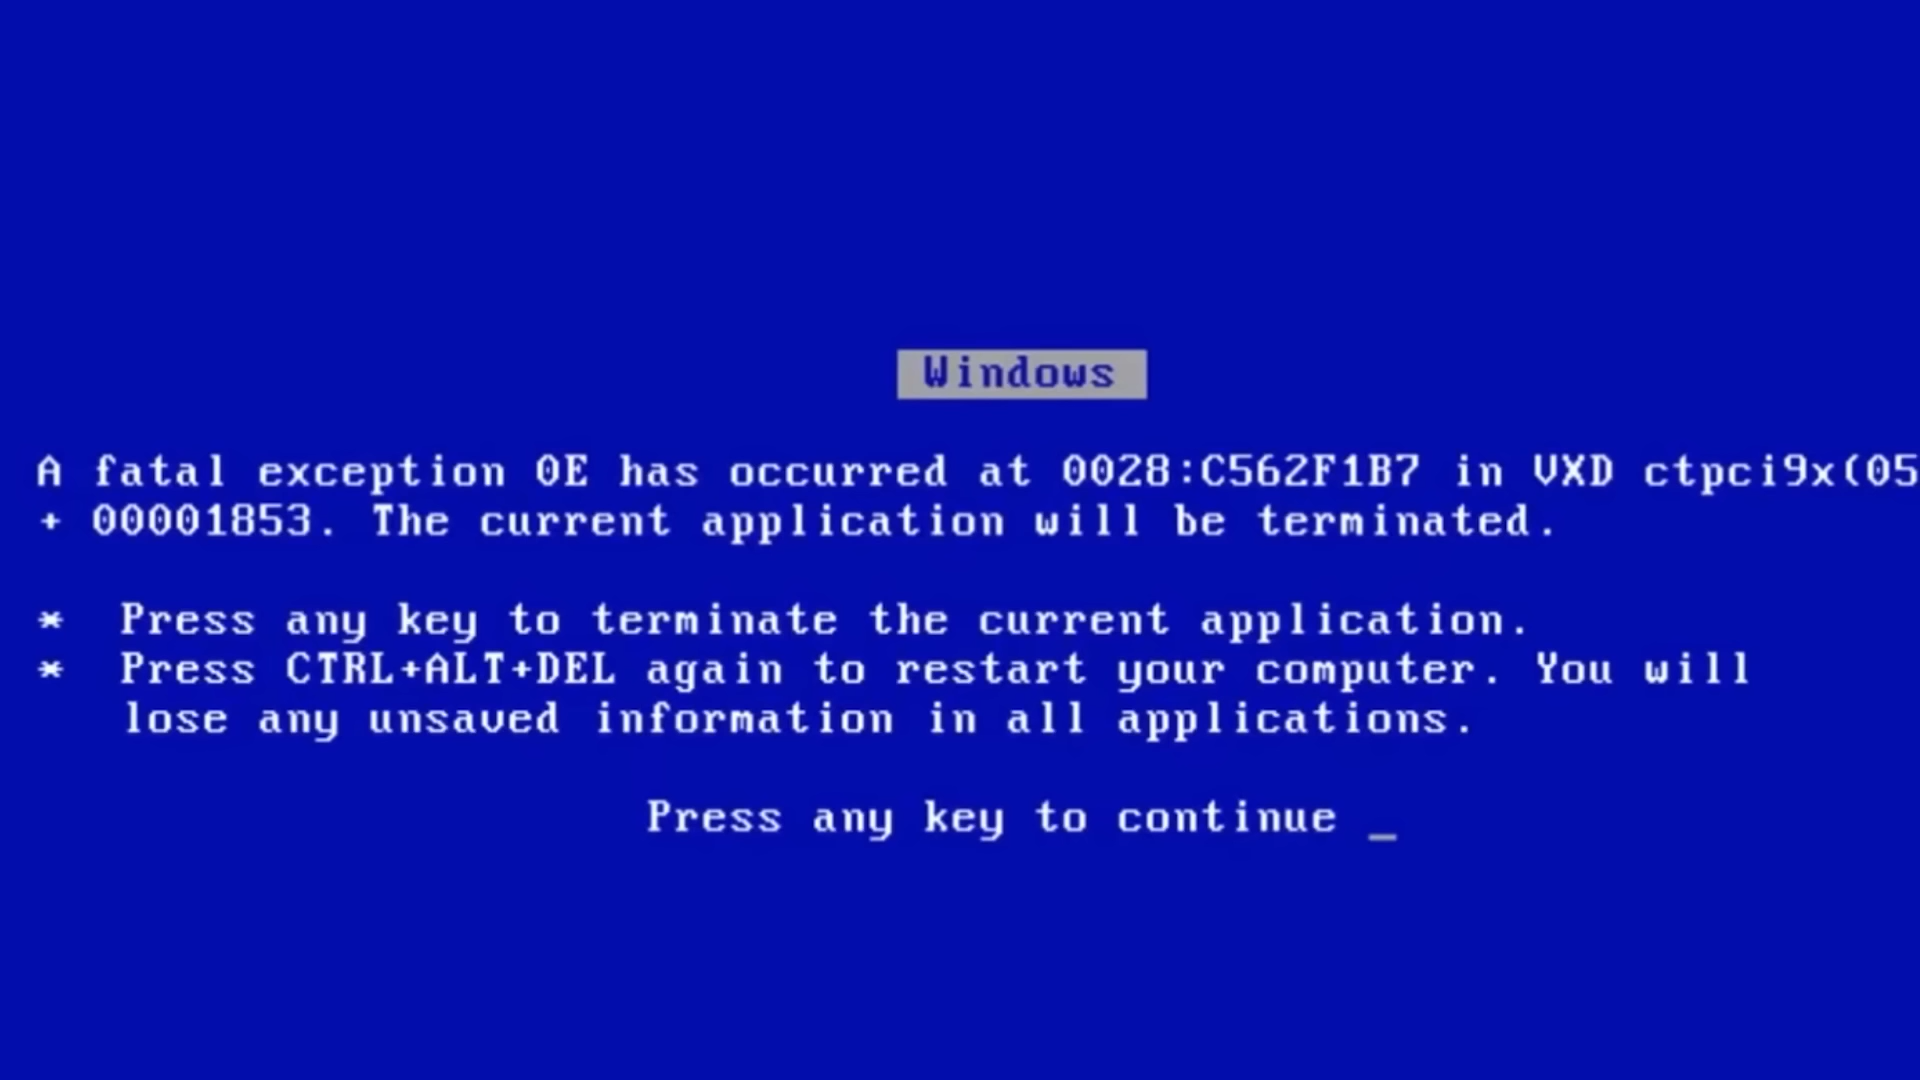 Windows
A fatal exception 0E has occurred at 0028:C562F1B7 in VXD ctpci9x(05
+ 00001853. The current application will be terminated.
* Press any key to terminate the current application.
* Press CTRL+ALT+DEL again to restart your computer. You will
lose any unsaved information in all applications.
Press any key to continue _